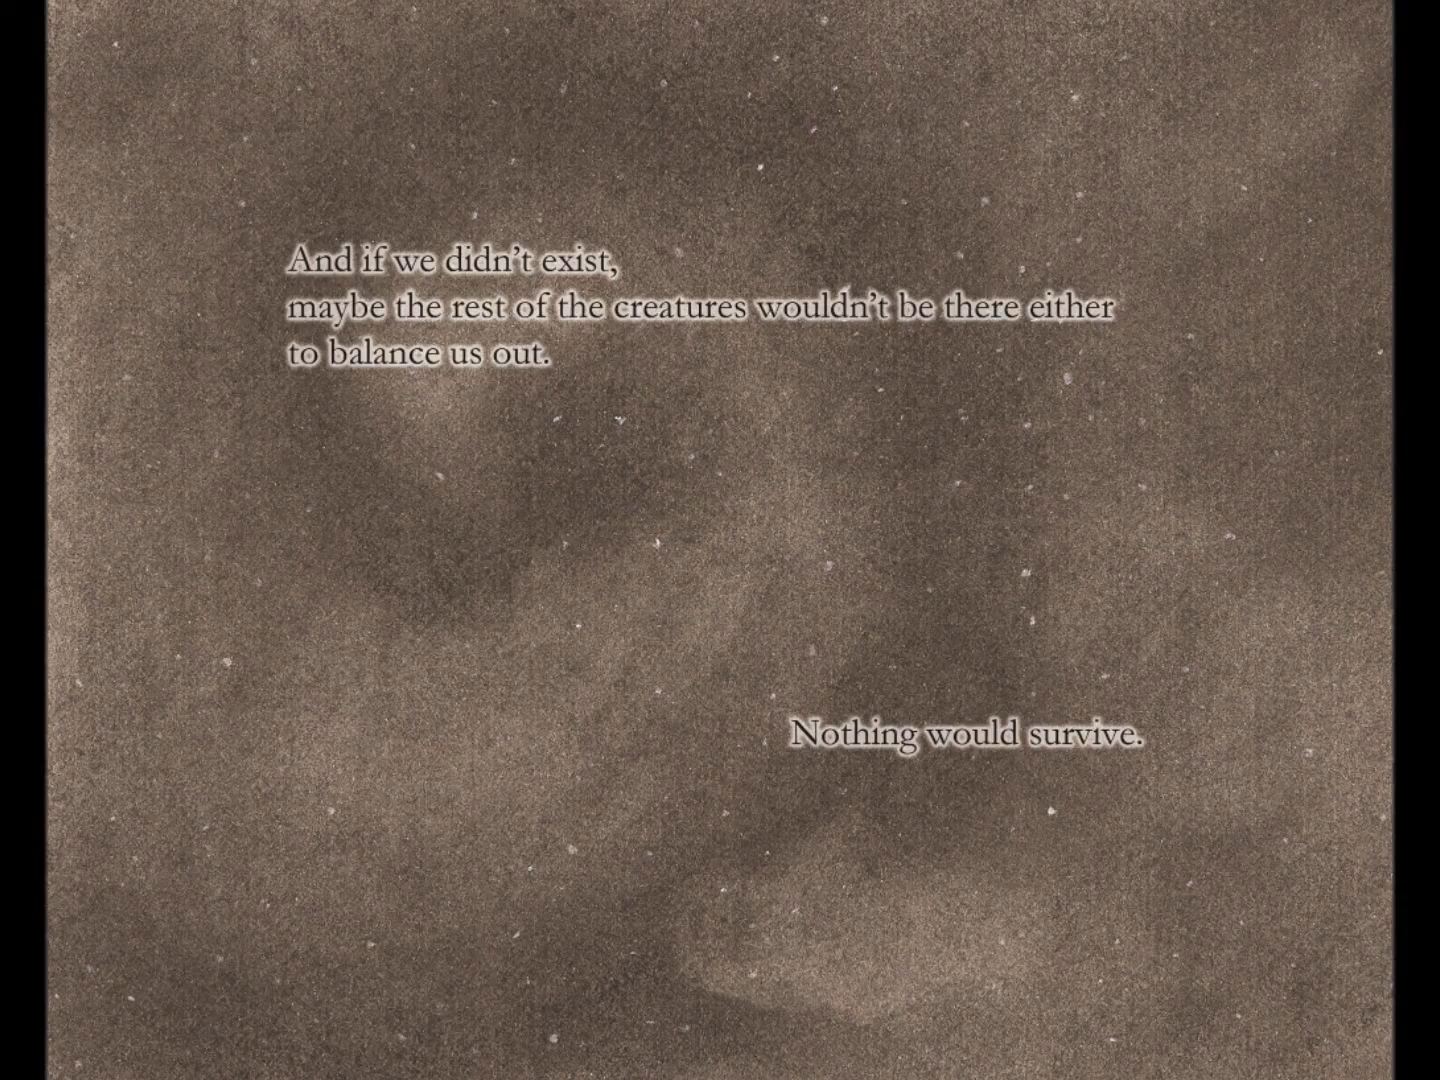 And if we didn’t exist,
maybe the rest of the creatures wouldn’t be there either
to balance us out.
Nothing would survive.